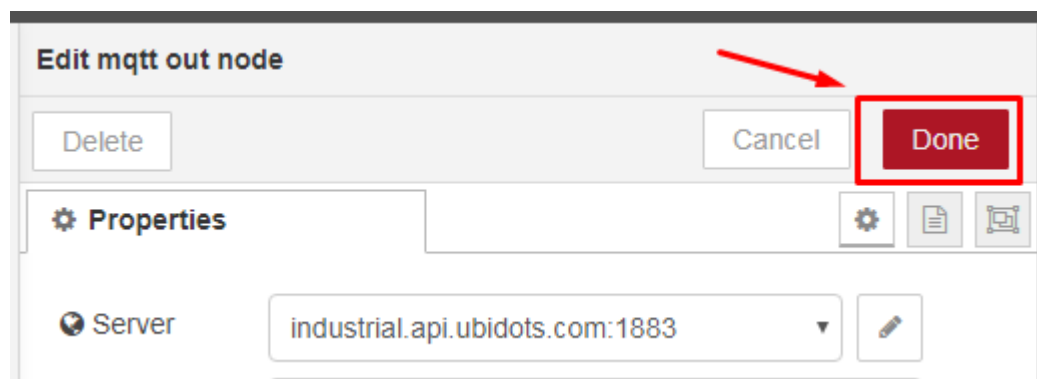 Edit mqtt out node
Delete
Cancel
Done
Properties
Server
industrial.api.ubidots.com:1883